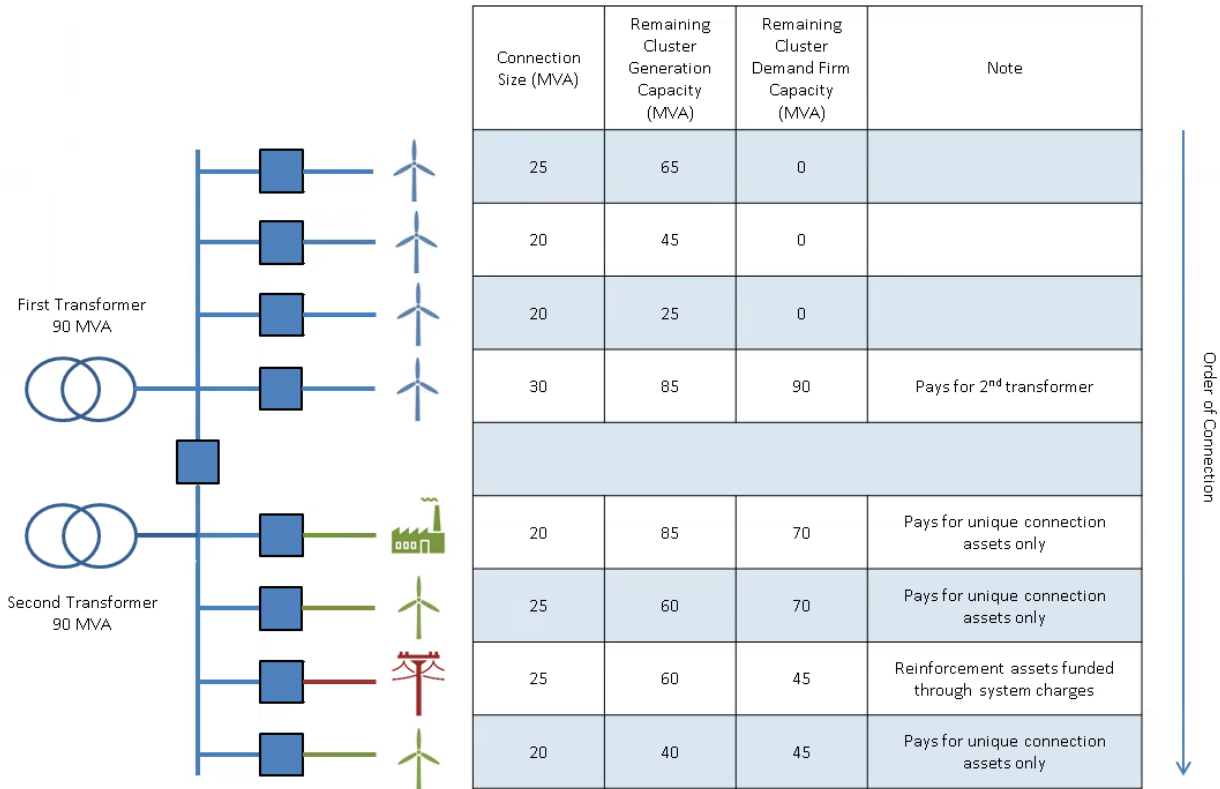 Connection
Size (MVA)
Remaining
Cluster
Generation
Capacity
(MVA)
Remaining
Cluster
Demand Firm
Capacity
(MVA)
Note
25
65
0
20
45
0
20
25
0
30
85
90
Pays for 2nd transformer
20
85
70
Pays for unique connection
assets only
25
60
70
Pays for unique connection
assets only
25
60
45
Reinforcement assets funded
through system charges
20
40
45
Pays for unique connection
assets only
First Transformer
90 MVA
Second Transformer
90 MVA
Order of Connection